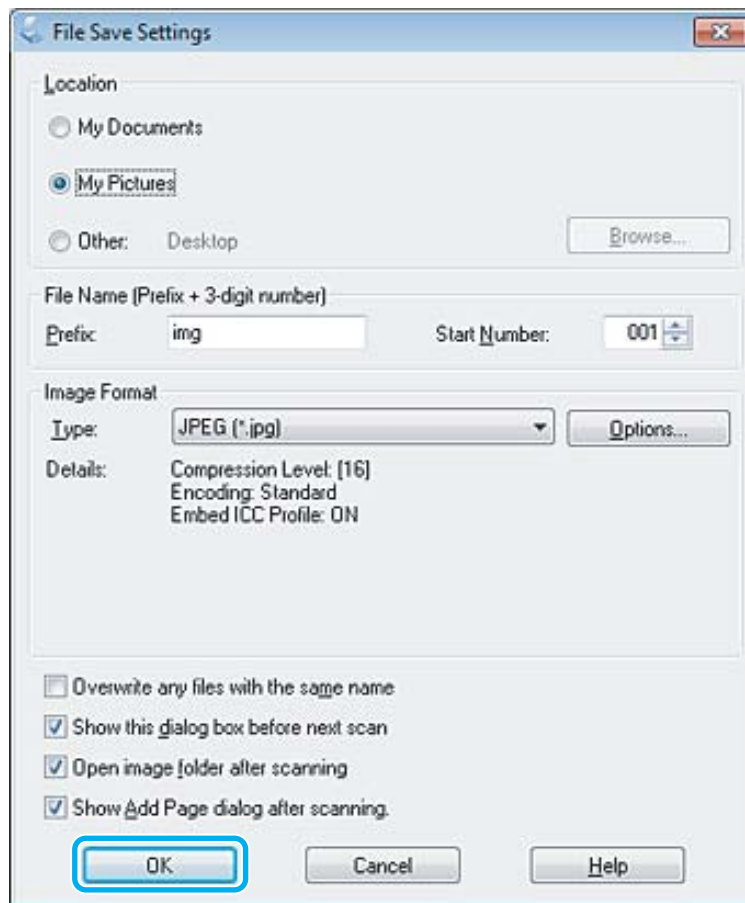 File Save Settings
Location
My Documents
My Pictures
Other: Desktop Browse...
File Name (Prefix + 3-digit number)
Prefix: img Start Number: 001
Image Format
Type: JPEG (*.jpg) Options...
Details: Compression Level: [16]
Encoding: Standard
Embed ICC Profile: ON
Overwrite any files with the same name
Show this dialog box before next scan
Open image folder after scanning
Show Add Page dialog after scanning.
OK Cancel Help